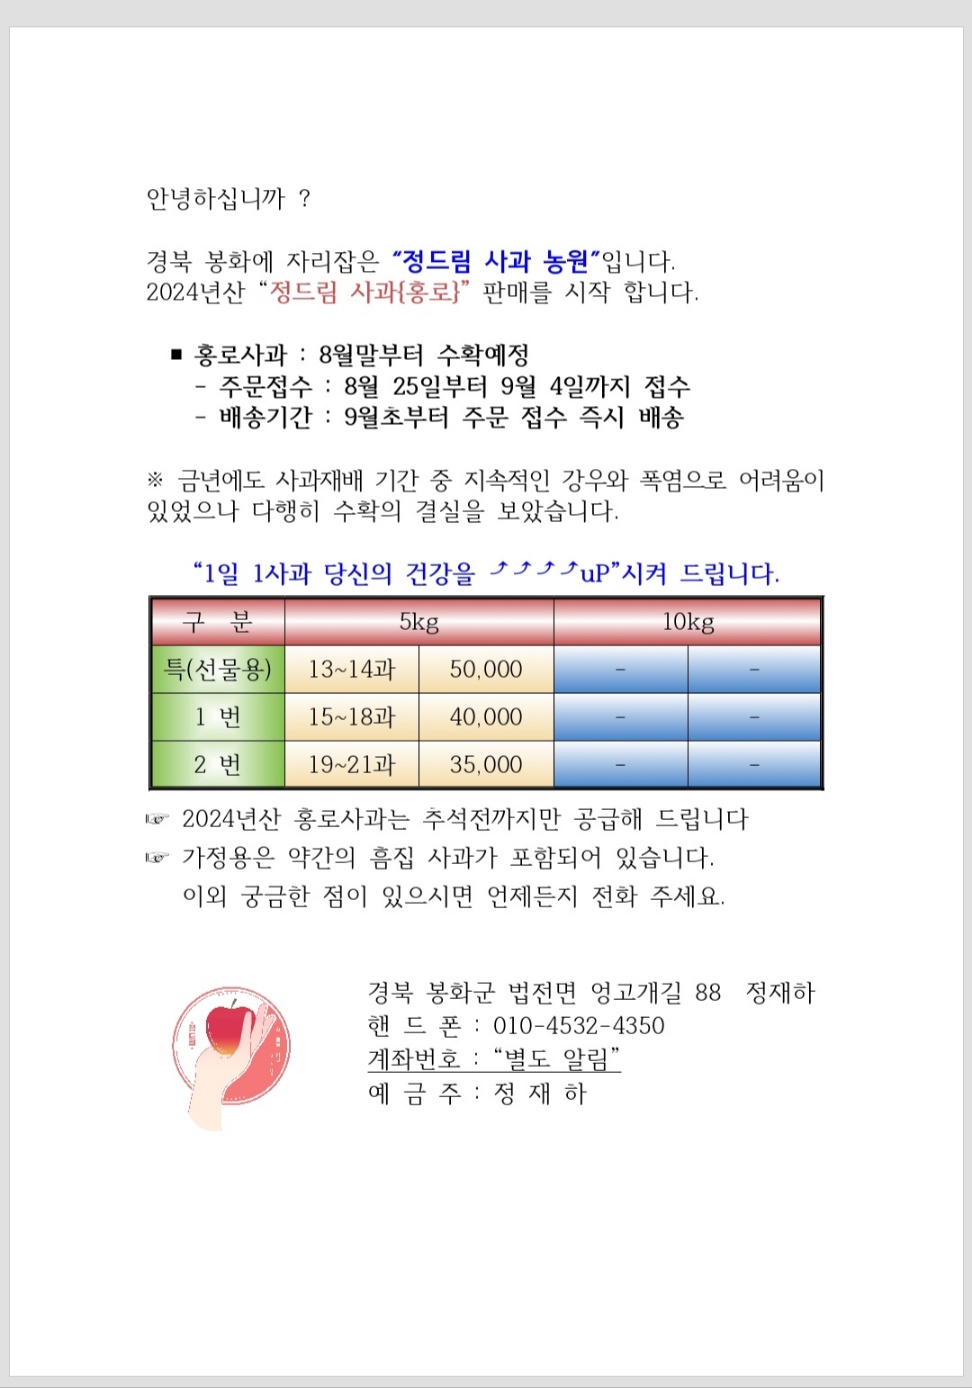 안녕하십니까 ?
경북 봉화에 자리잡은 “정드림 사과 농원”입니다.
2024년산 “정드림 사과{홍로}” 판매를 시작 합니다.
■ 홍로사과 : 8월말부터 수확예정
- 주문접수 : 8월 25일부터 9월 4일까지 접수
- 배송기간 : 9월초부터 주문 접수 즉시 배송
※ 금년에도 사과재배 기간 중 지속적인 강우와 폭염으로 어려움이
있었으나 다행히 수확의 결실을 보았습니다.
“1일 1사과 당신의 건강을 ⤴⤴⤴⤴uP”시켜 드립니다.
구 분 5kg 10kg
특(선물용) 13~14과 50,000 - -
1 번 15~18과 40,000 - -
2 번 19~21과 35,000 - -
☞ 2024년산 홍로사과는 추석전까지만 공급해 드립니다
☞ 가정용은 약간의 흠집 사과가 포함되어 있습니다.
이외 궁금한 점이 있으시면 언제든지 전화 주세요.
경북 봉화군 법전면 엉고개길 88 정재하
핸 드 폰 : 010-4532-4350
계좌번호 : “별도 알림”
예 금 주 : 정 재 하